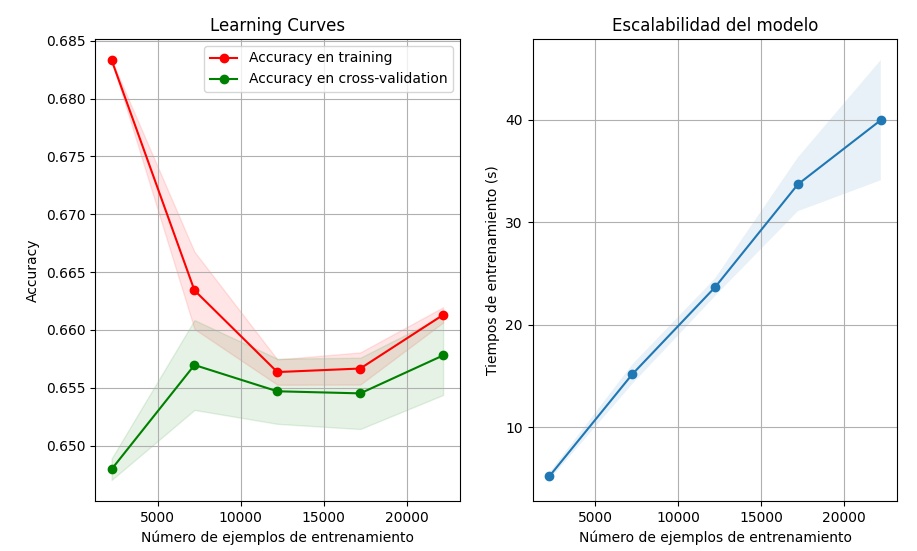 Learning Curves
Accuracy en training
Accuracy en cross-validation
0.685
0.680
0.675
0.670
0.665
0.660
0.655
0.650
Accuracy
5000
10000
15000
20000
Número de ejemplos de entrenamiento
Escalabilidad del modelo
40
30
20
10
Tiempos de entrenamiento (s)
5000
10000
15000
20000
Número de ejemplos de entrenamiento